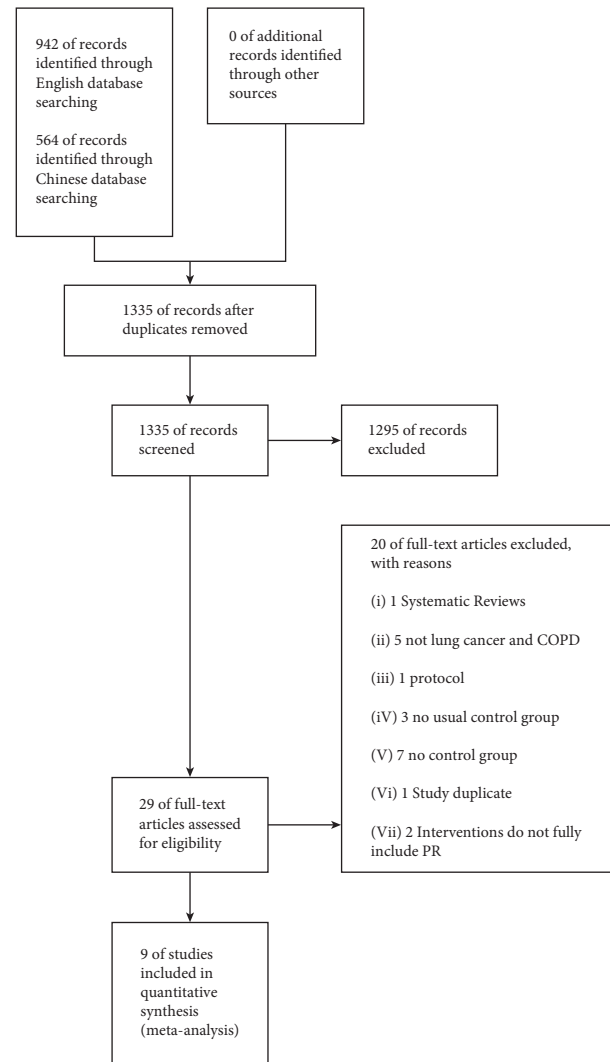 942 of records
identified through
English database
searching
564 of records
identified through
Chinese database
searching
0 of additional
records identified
through other
sources
1335 of records after
duplicates removed
1335 of records
screened
1295 of records
excluded
20 of full-text articles excluded,
with reasons
(i) 1 Systematic Reviews
(ii) 5 not lung cancer and COPD
(iii) 1 protocol
(iV) 3 no usual control group
(V) 7 no control group
(Vi) 1 Study duplicate
(Vii) 2 Interventions do not fully
include PR
29 of full-text
articles assessed
for eligibility
9 of studies
included in
quantitative
synthesis
(meta-analysis)